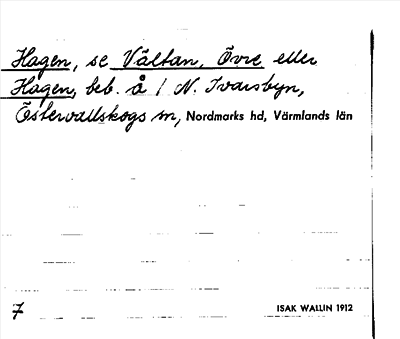 Hagen, se Vältan, Övre eller
Hagen, beb. å 1 N. Ivarsbyn,
Östervallskogs sn, Nordmarks hd, Värmlands län
7
ISAK WALLIN 1912